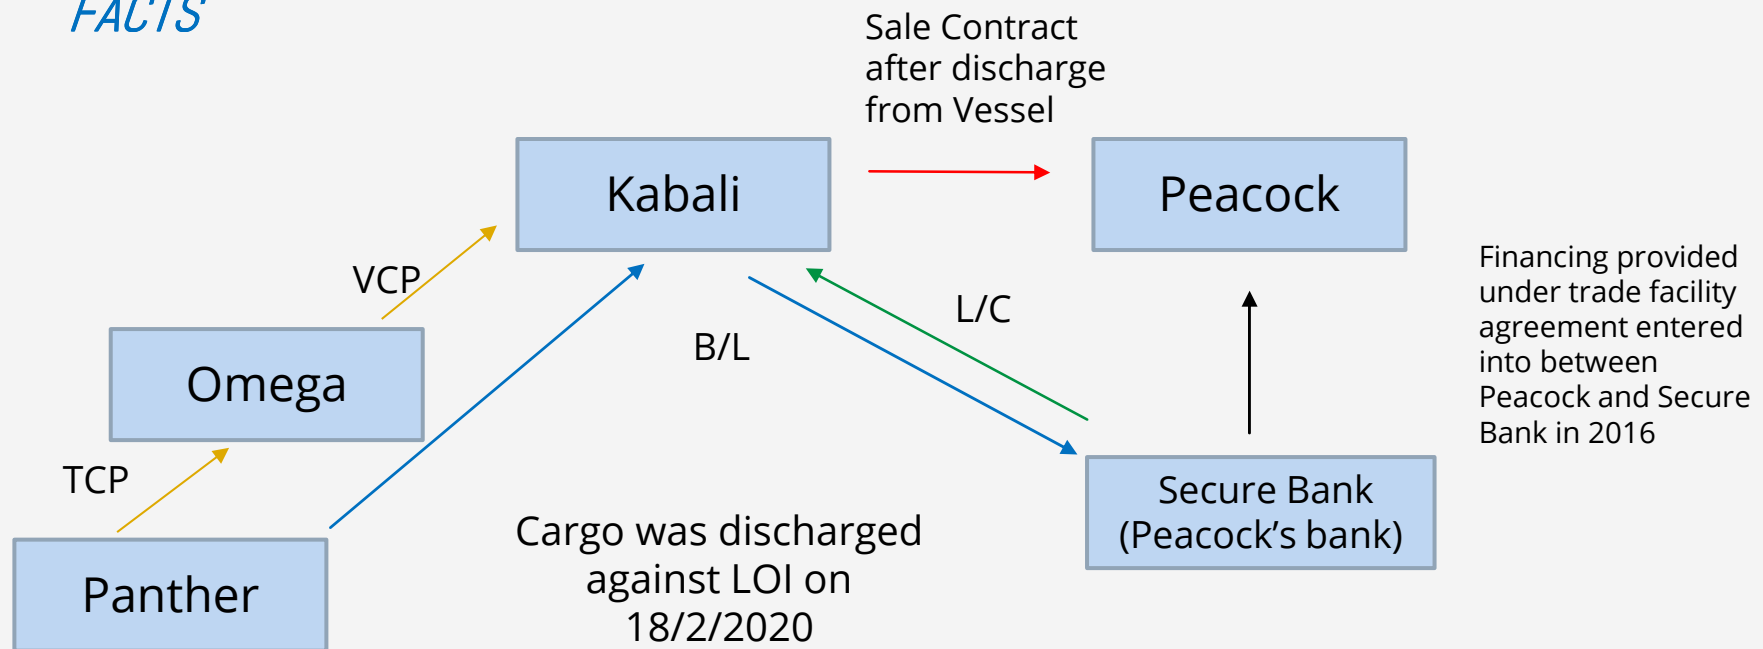 FACTS
Sale Contract
after discharge
from Vessel
Kabali
Peacock
VCP
L/C
B/L
Financing provided
under trade facility
agreement entered
into between
Peacock and Secure
Bank in 2016
Omega
TCP
Secure Bank
(Peacock’s bank)
Cargo was discharged
against LOI on
18/2/2020
Panther